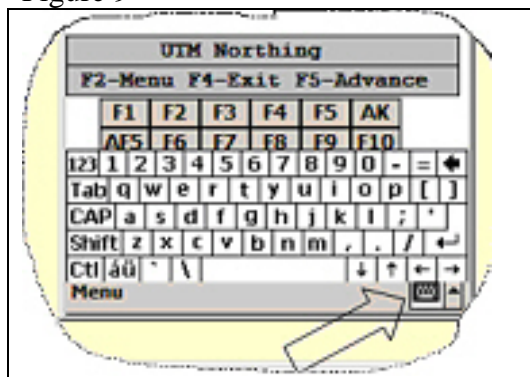 Figure 9
UTM Northing
F2-Menu F4-Exit F5-Advance
F1 F2 F3 F4 F5 AK
AF5 F6 F7 F8 F9 F10
123 1 2 3 4 5 6 7 8 9 0 - =
Tab q w e r t y u i o p [ ]
CAP a s d f g h j k l ; '
Shift z x c v b n m , . /
Ctl áü ` \
Menu